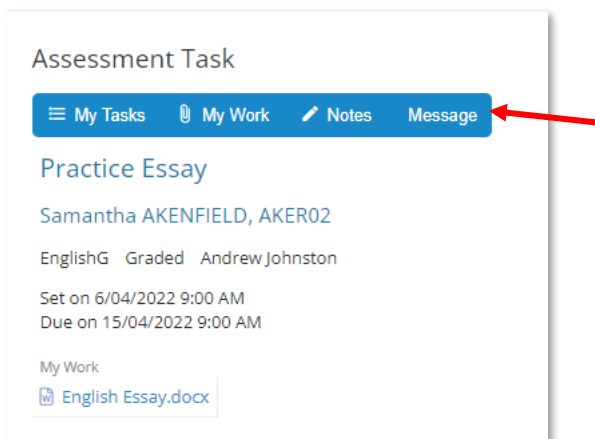 Assessment Task
My Tasks My Work Notes Message
Practice Essay
Samantha AKENFIELD, AKER02
EnglishG Graded Andrew Johnston
Set on 6/04/2022 9:00 AM
Due on 15/04/2022 9:00 AM
My Work
English Essay.docx